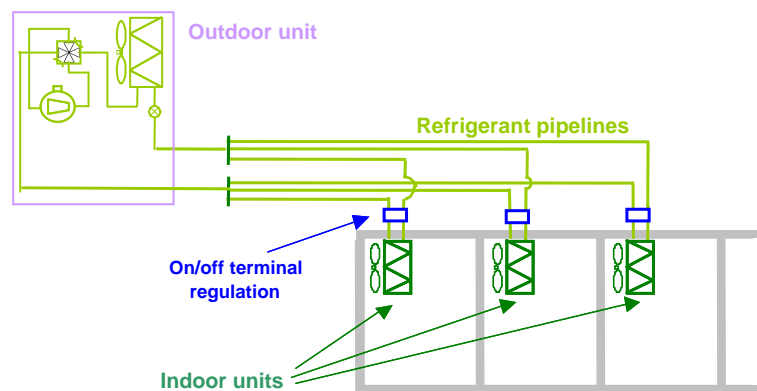 Outdoor unit
Refrigerant pipelines
On/off terminal
regulation
Indoor units